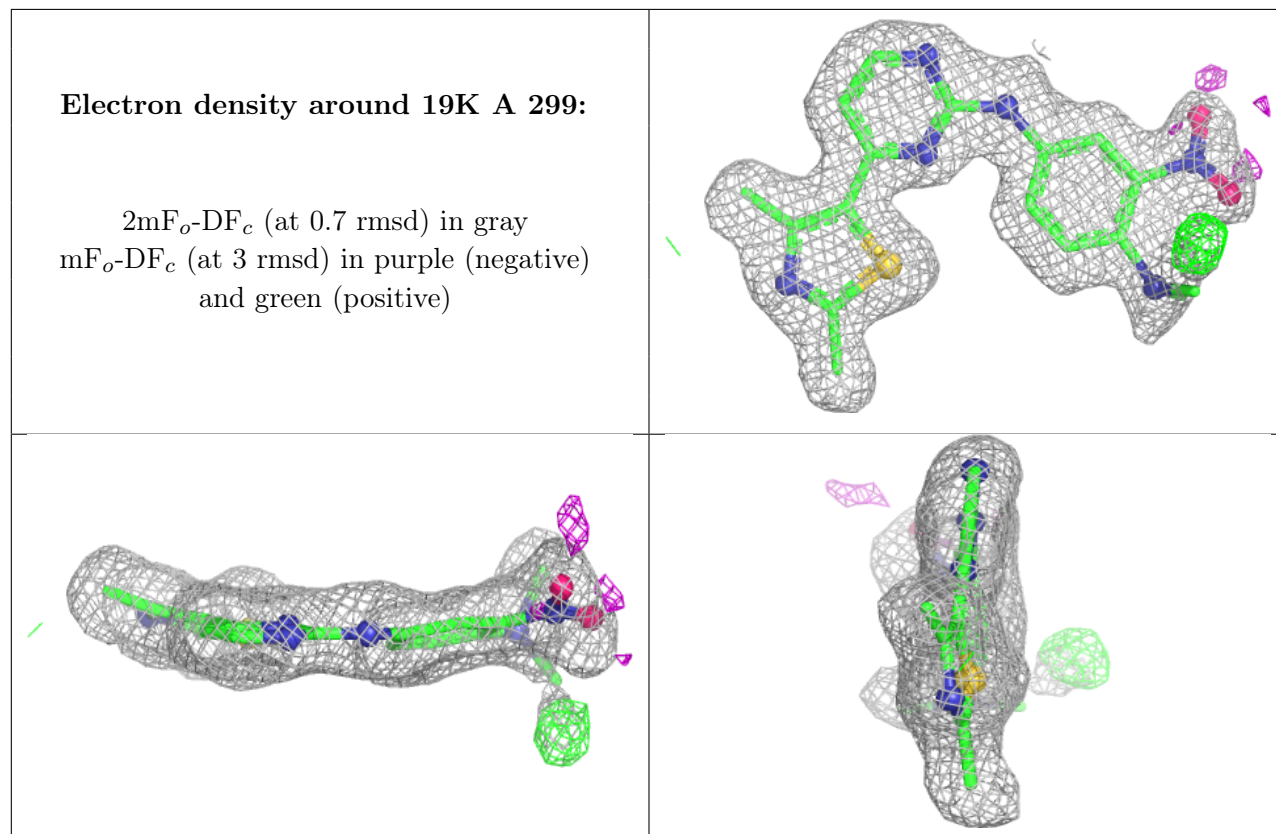 Electron density around 19K A 299:
2mFo-DFc (at 0.7 rmsd) in gray
mFo-DFc (at 3 rmsd) in purple (negative)
and green (positive)